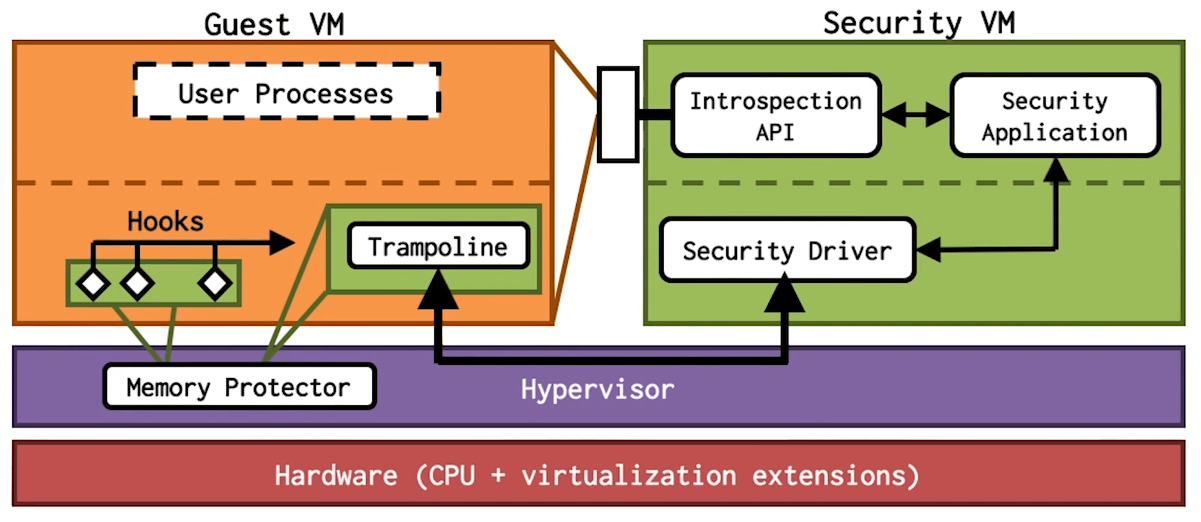 Guest VM
Security VM
User Processes
Introspection
API
Security
Application
Hooks
Trampoline
Security Driver
Memory Protector
Hypervisor
Hardware (CPU + virtualization extensions)